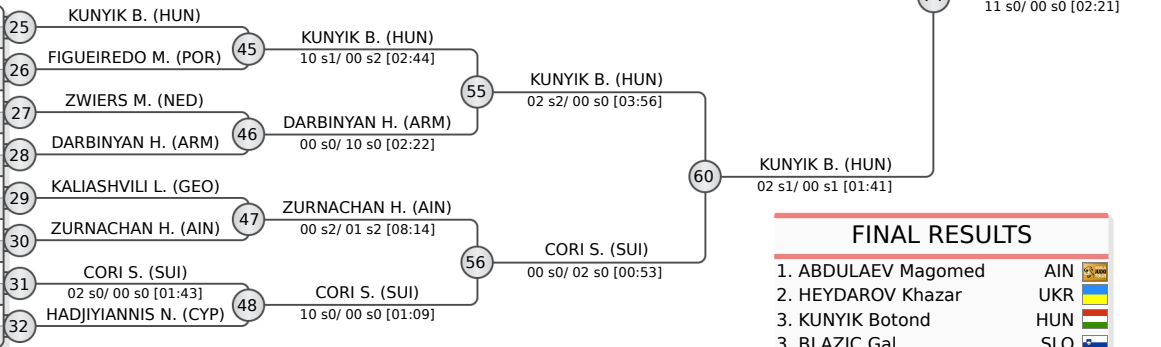 11 s0/ 00 s0 [02:21]
25
KUNYIK B. (HUN)
26
FIGUEIREDO M. (POR)
45
KUNYIK B. (HUN)
10 s1/ 00 s2 [02:44]
27
ZWIERS M. (NED)
28
DARBINYAN H. (ARM)
46
DARBINYAN H. (ARM)
00 s0/ 10 s0 [02:22]
55
KUNYIK B. (HUN)
02 s2/ 00 s0 [03:56]
29
KALIASHVILI L. (GEO)
30
ZURNACHAN H. (AIN)
47
ZURNACHAN H. (AIN)
00 s2/ 01 s2 [08:14]
31
CORI S. (SUI)
02 s0/ 00 s0 [01:43]
32
HADJIYIANNIS N. (CYP)
48
CORI S. (SUI)
10 s0/ 00 s0 [01:09]
56
CORI S. (SUI)
00 s0/ 02 s0 [00:53]
60
KUNYIK B. (HUN)
02 s1/ 00 s1 [01:41]
FINAL RESULTS
1. ABDULAEV Magomed AIN
2. HEYDAROV Khazar UKR
3. KUNYIK Botond HUN
3. BLAZIC Gal SLO